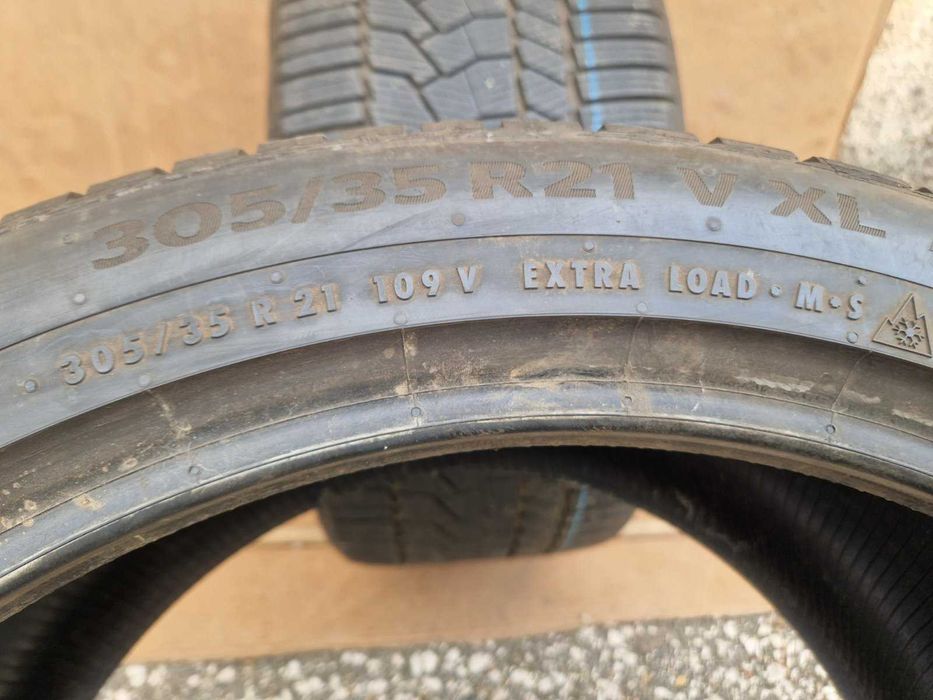 305/35 R21 V XL
305/35 R 21 109 V EXTRA LOAD • M•S